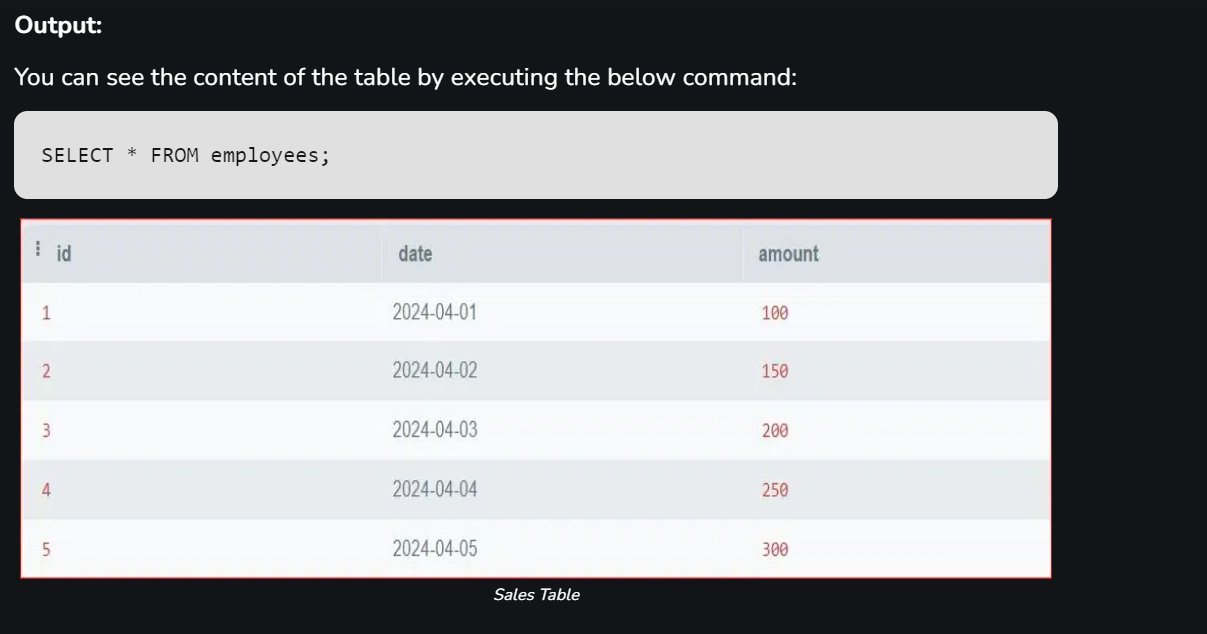 Output:
You can see the content of the table by executing the below command:
SELECT * FROM employees;
id date amount
1 2024-04-01 100
2 2024-04-02 150
3 2024-04-03 200
4 2024-04-04 250
5 2024-04-05 300
Sales Table